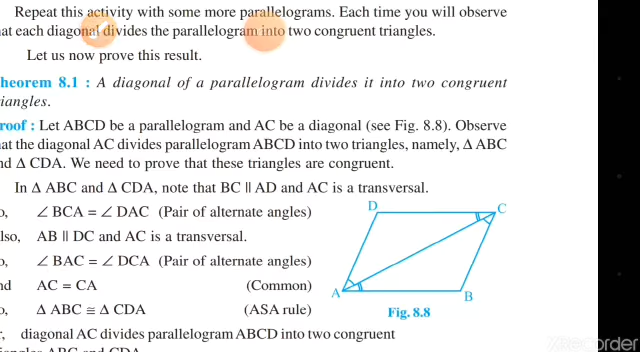 Repeat this activity with some more parallelograms. Each time you will observe
at each diagonal divides the parallelogram into two congruent triangles.
Let us now prove this result.
heorem 8.1 : A diagonal of a parallelogram divides it into two congruent
iangles.
roof : Let ABCD be a parallelogram and AC be a diagonal (see Fig. 8.8). Observe
at the diagonal AC divides parallelogram ABCD into two triangles, namely, Δ ABC
nd Δ CDA. We need to prove that these triangles are congruent.
In Δ ABC and Δ CDA, note that BC || AD and AC is a transversal.
o, ∠ BCA = ∠ DAC (Pair of alternate angles)
lso, AB || DC and AC is a transversal.
o, ∠ BAC = ∠ DCA (Pair of alternate angles)
nd AC = CA (Common)
o, Δ ABC ≅ Δ CDA (ASA rule)
r, diagonal AC divides parallelogram ABCD into two congruent
D C
A B
Fig. 8.8